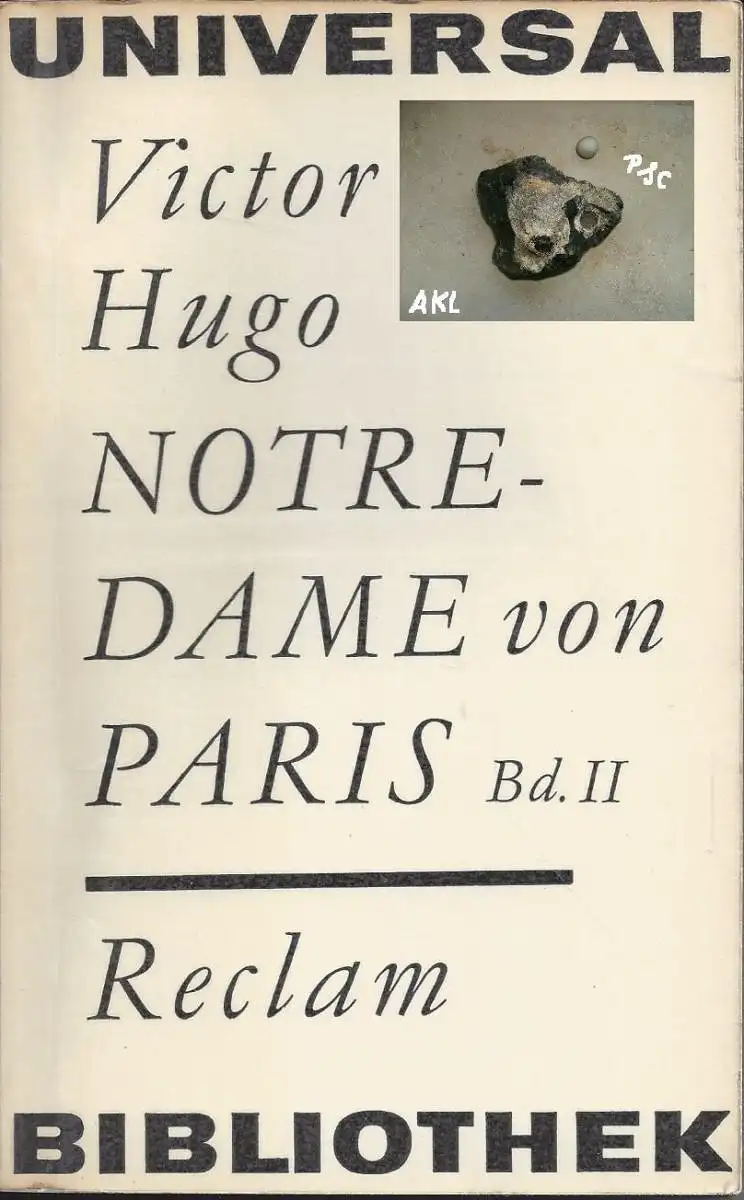 UNIVERSAL
Victor
PSC
AKL
Hugo
NOTRE-
DAME von
PARIS Bd. II
Reclam
BIBLIOTHEK